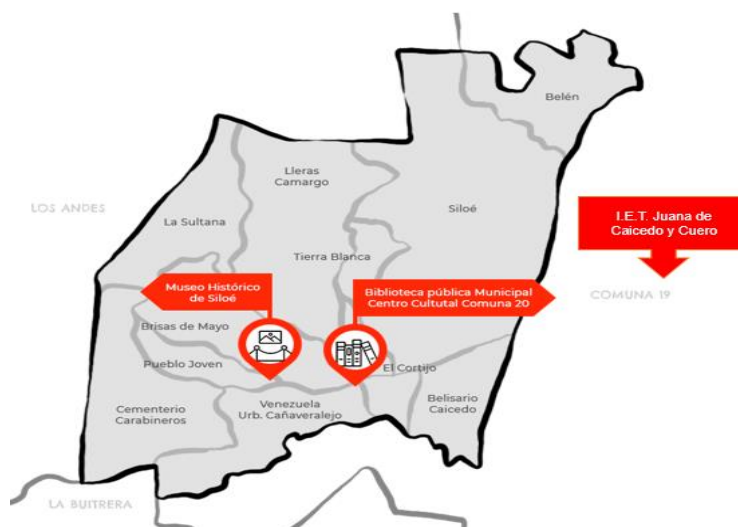 Belén
Lleras
Camargo
Siloé
LOS ANDES
La Sultana
I.E.T. Juana de
Caicedo y Cuero
Tierra Blanca
Museo Histórico
de Siloé
Biblioteca pública Municipal
Centro Cultutal Comuna 20
COMUNA 19
Brisas de Mayo
Pueblo Joven
El Cortijo
Cementerio
Carabineros
Venezuela
Urb. Cañaveralejo
Belisario
Caicedo
LA BUITRERA